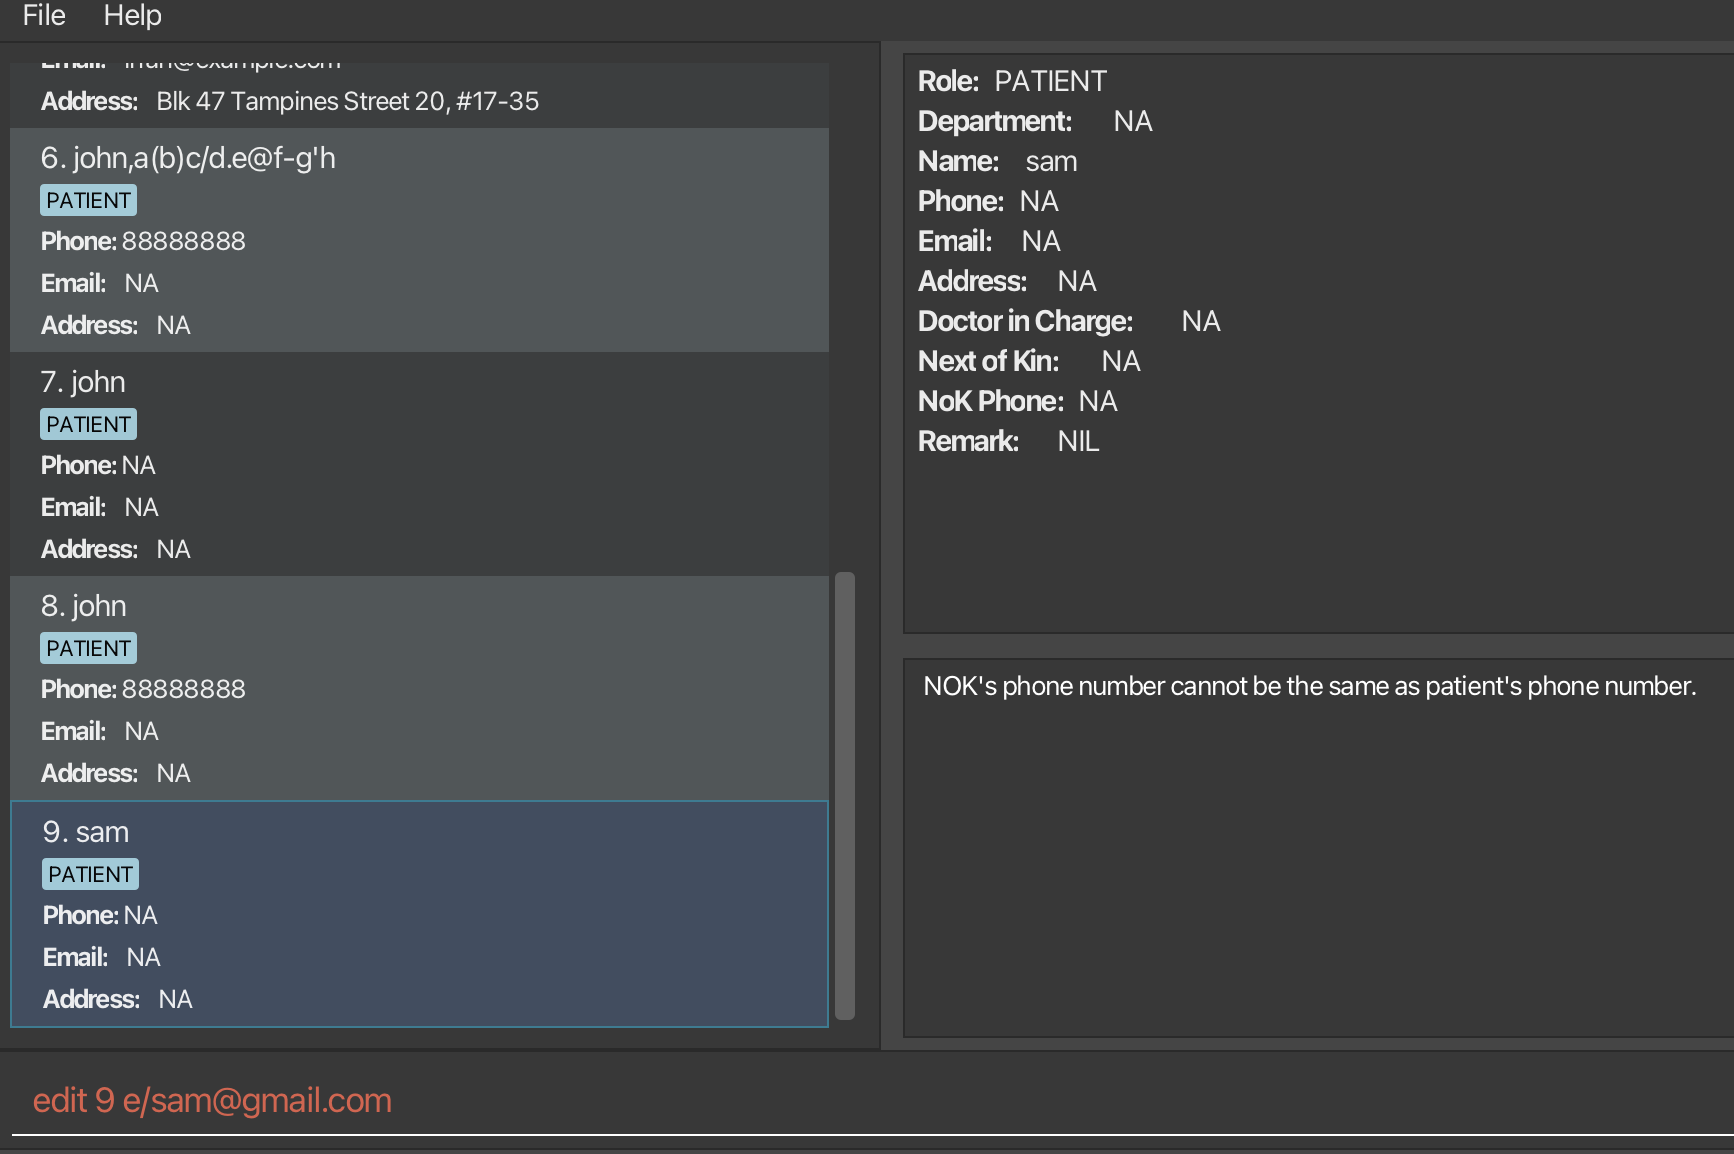 File Help
Email: irfan@example.com
Address: Blk 47 Tampines Street 20, #17-35
6. john,a(b)c/d.e@f-g'h
PATIENT
Phone: 88888888
Email: NA
Address: NA
7. john
PATIENT
Phone: NA
Email: NA
Address: NA
8. john
PATIENT
Phone: 88888888
Email: NA
Address: NA
9. sam
PATIENT
Phone: NA
Email: NA
Address: NA
Role: PATIENT
Department: NA
Name: sam
Phone: NA
Email: NA
Address: NA
Doctor in Charge: NA
Next of Kin: NA
NoK Phone: NA
Remark: NIL
NOK's phone number cannot be the same as patient's phone number.
edit 9 e/sam@gmail.com